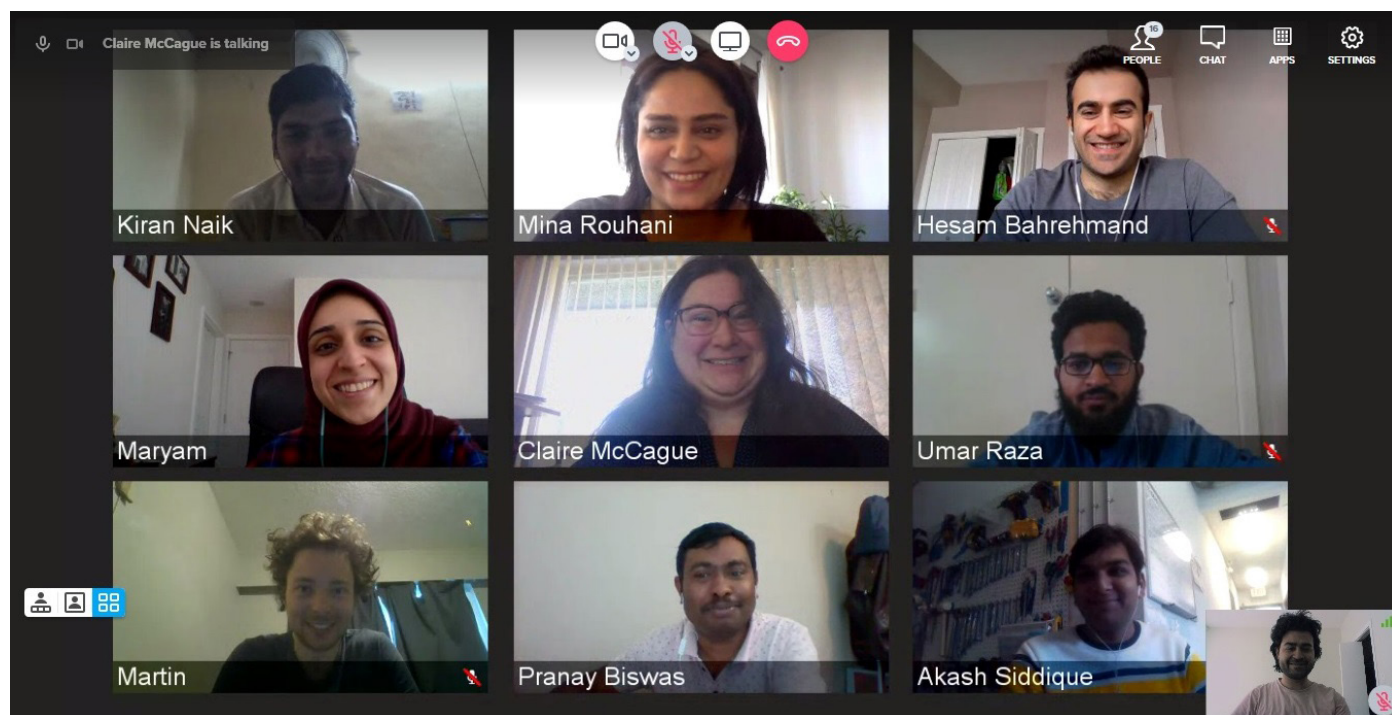 Claire McCague is talking
16
PEOPLE CHAT APPS SETTINGS
Kiran Naik
Mina Rouhani
Hesam Bahrehmand
Maryam
Claire McCague
Umar Raza
Martin
Pranay Biswas
Akash Siddique